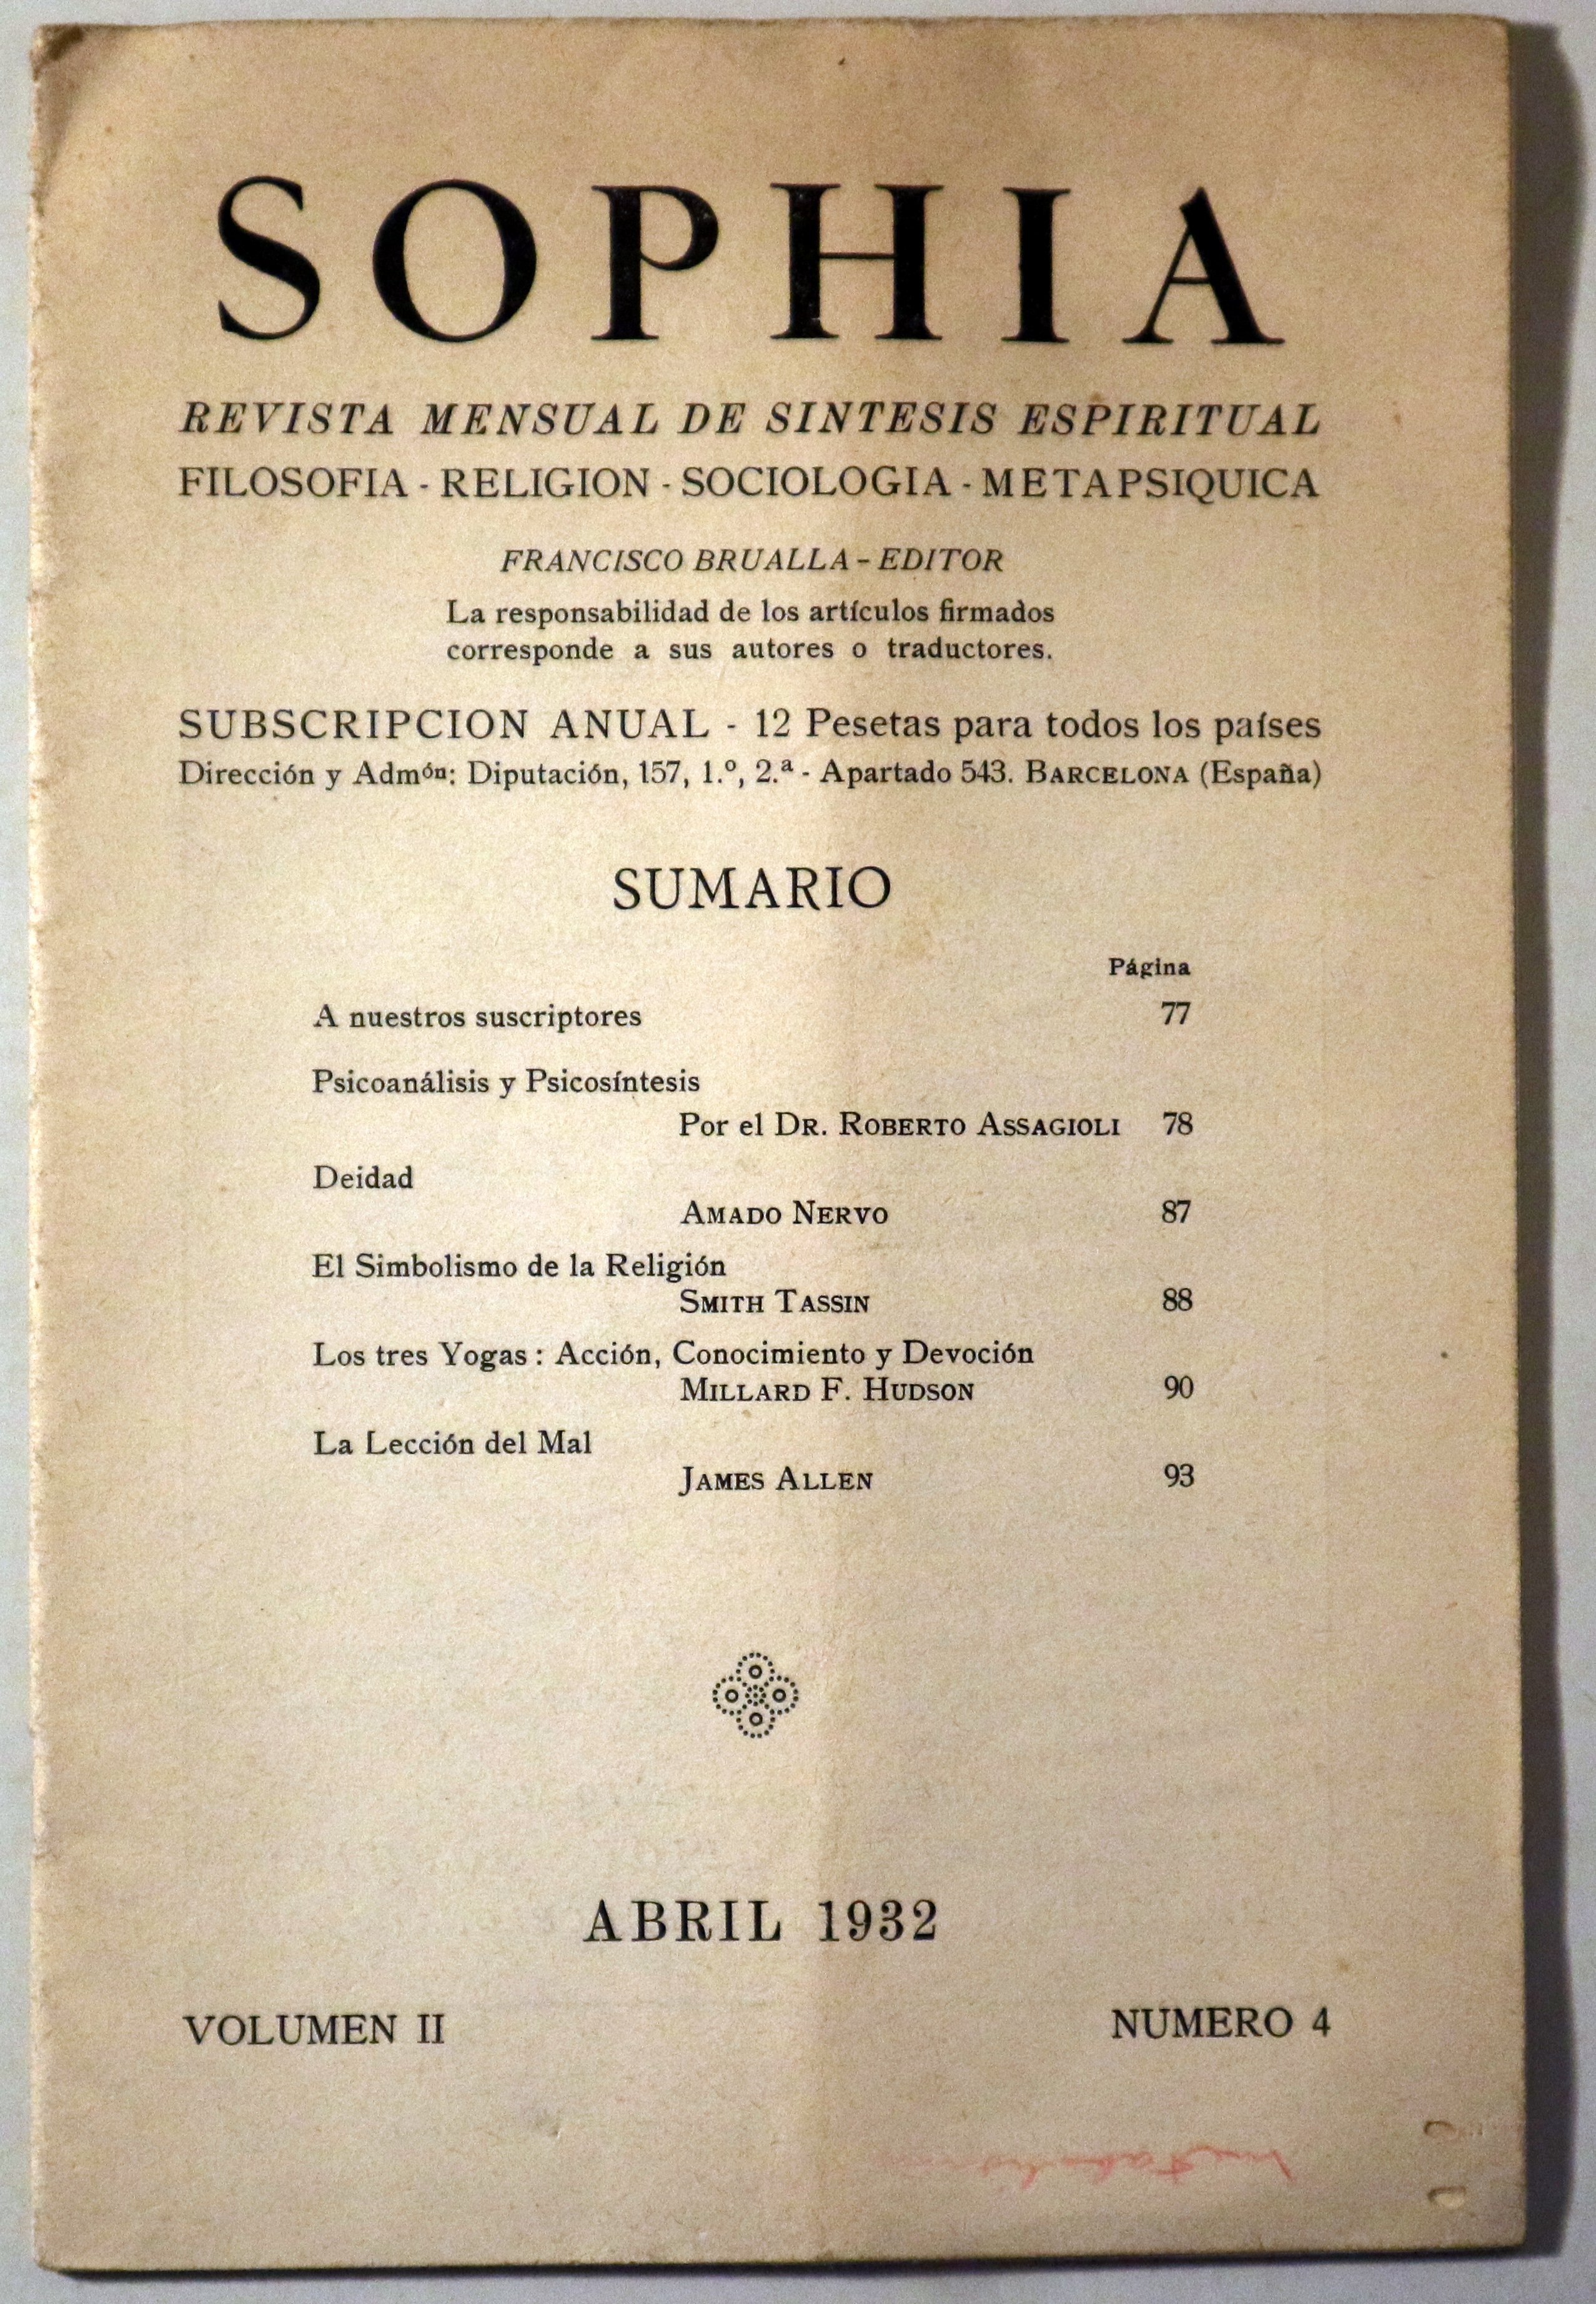 SOPHIA
REVISTA MENSUAL DE SINTESIS ESPIRITUAL
FILOSOFIA - RELIGION - SOCIOLOGIA - METAPSIQUICA
FRANCISCO BRUALLA - EDITOR
La responsabilidad de los artículos firmados
corresponde a sus autores o traductores.
SUBSCRIPCION ANUAL - 12 Pesetas para todos los países
Dirección y Admón: Diputación, 157, 1.º, 2.ª - Apartado 543. BARCELONA (España)
SUMARIO
Página
A nuestros suscriptores 77
Psicoanálisis y Psicosíntesis
Por el DR. ROBERTO ASSAGIOLI 78
Deidad
AMADO NERVO 87
El Simbolismo de la Religión
SMITH TASSIN 88
Los tres Yogas : Acción, Conocimiento y Devoción
MILLARD F. HUDSON 90
La Lección del Mal
JAMES ALLEN 93
ABRIL 1932
VOLUMEN II NUMERO 4